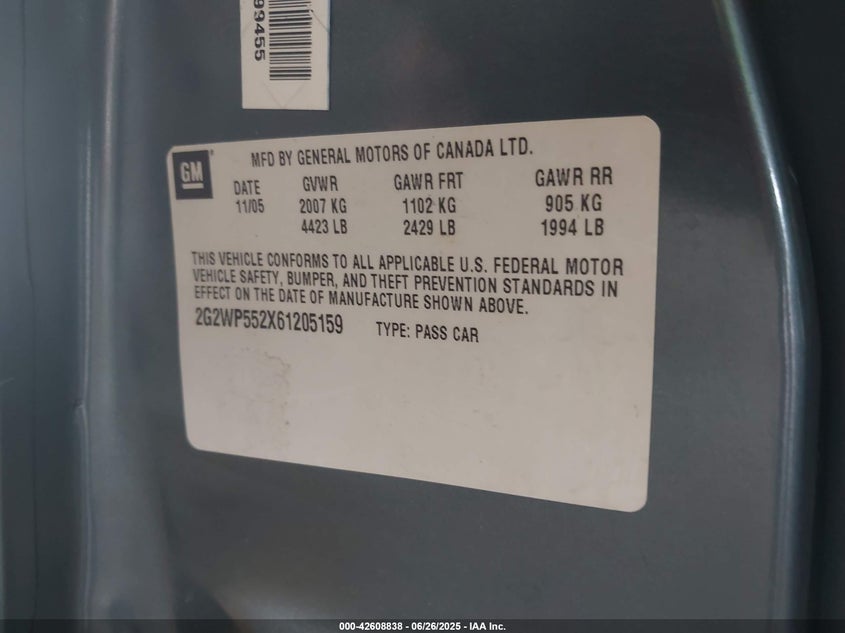 99455
GM
MFD BY GENERAL MOTORS OF CANADA LTD.
DATE GVWR GAWR FRT GAWR RR
11/05 2007 KG 1102 KG 905 KG
4423 LB 2429 LB 1994 LB
THIS VEHICLE CONFORMS TO ALL APPLICABLE U.S. FEDERAL MOTOR
VEHICLE SAFETY, BUMPER, AND THEFT PREVENTION STANDARDS IN
EFFECT ON THE DATE OF MANUFACTURE SHOWN ABOVE.
2G2WP552X61205159 TYPE: PASS CAR
000-42608838 - 06/26/2025 - IAA Inc.